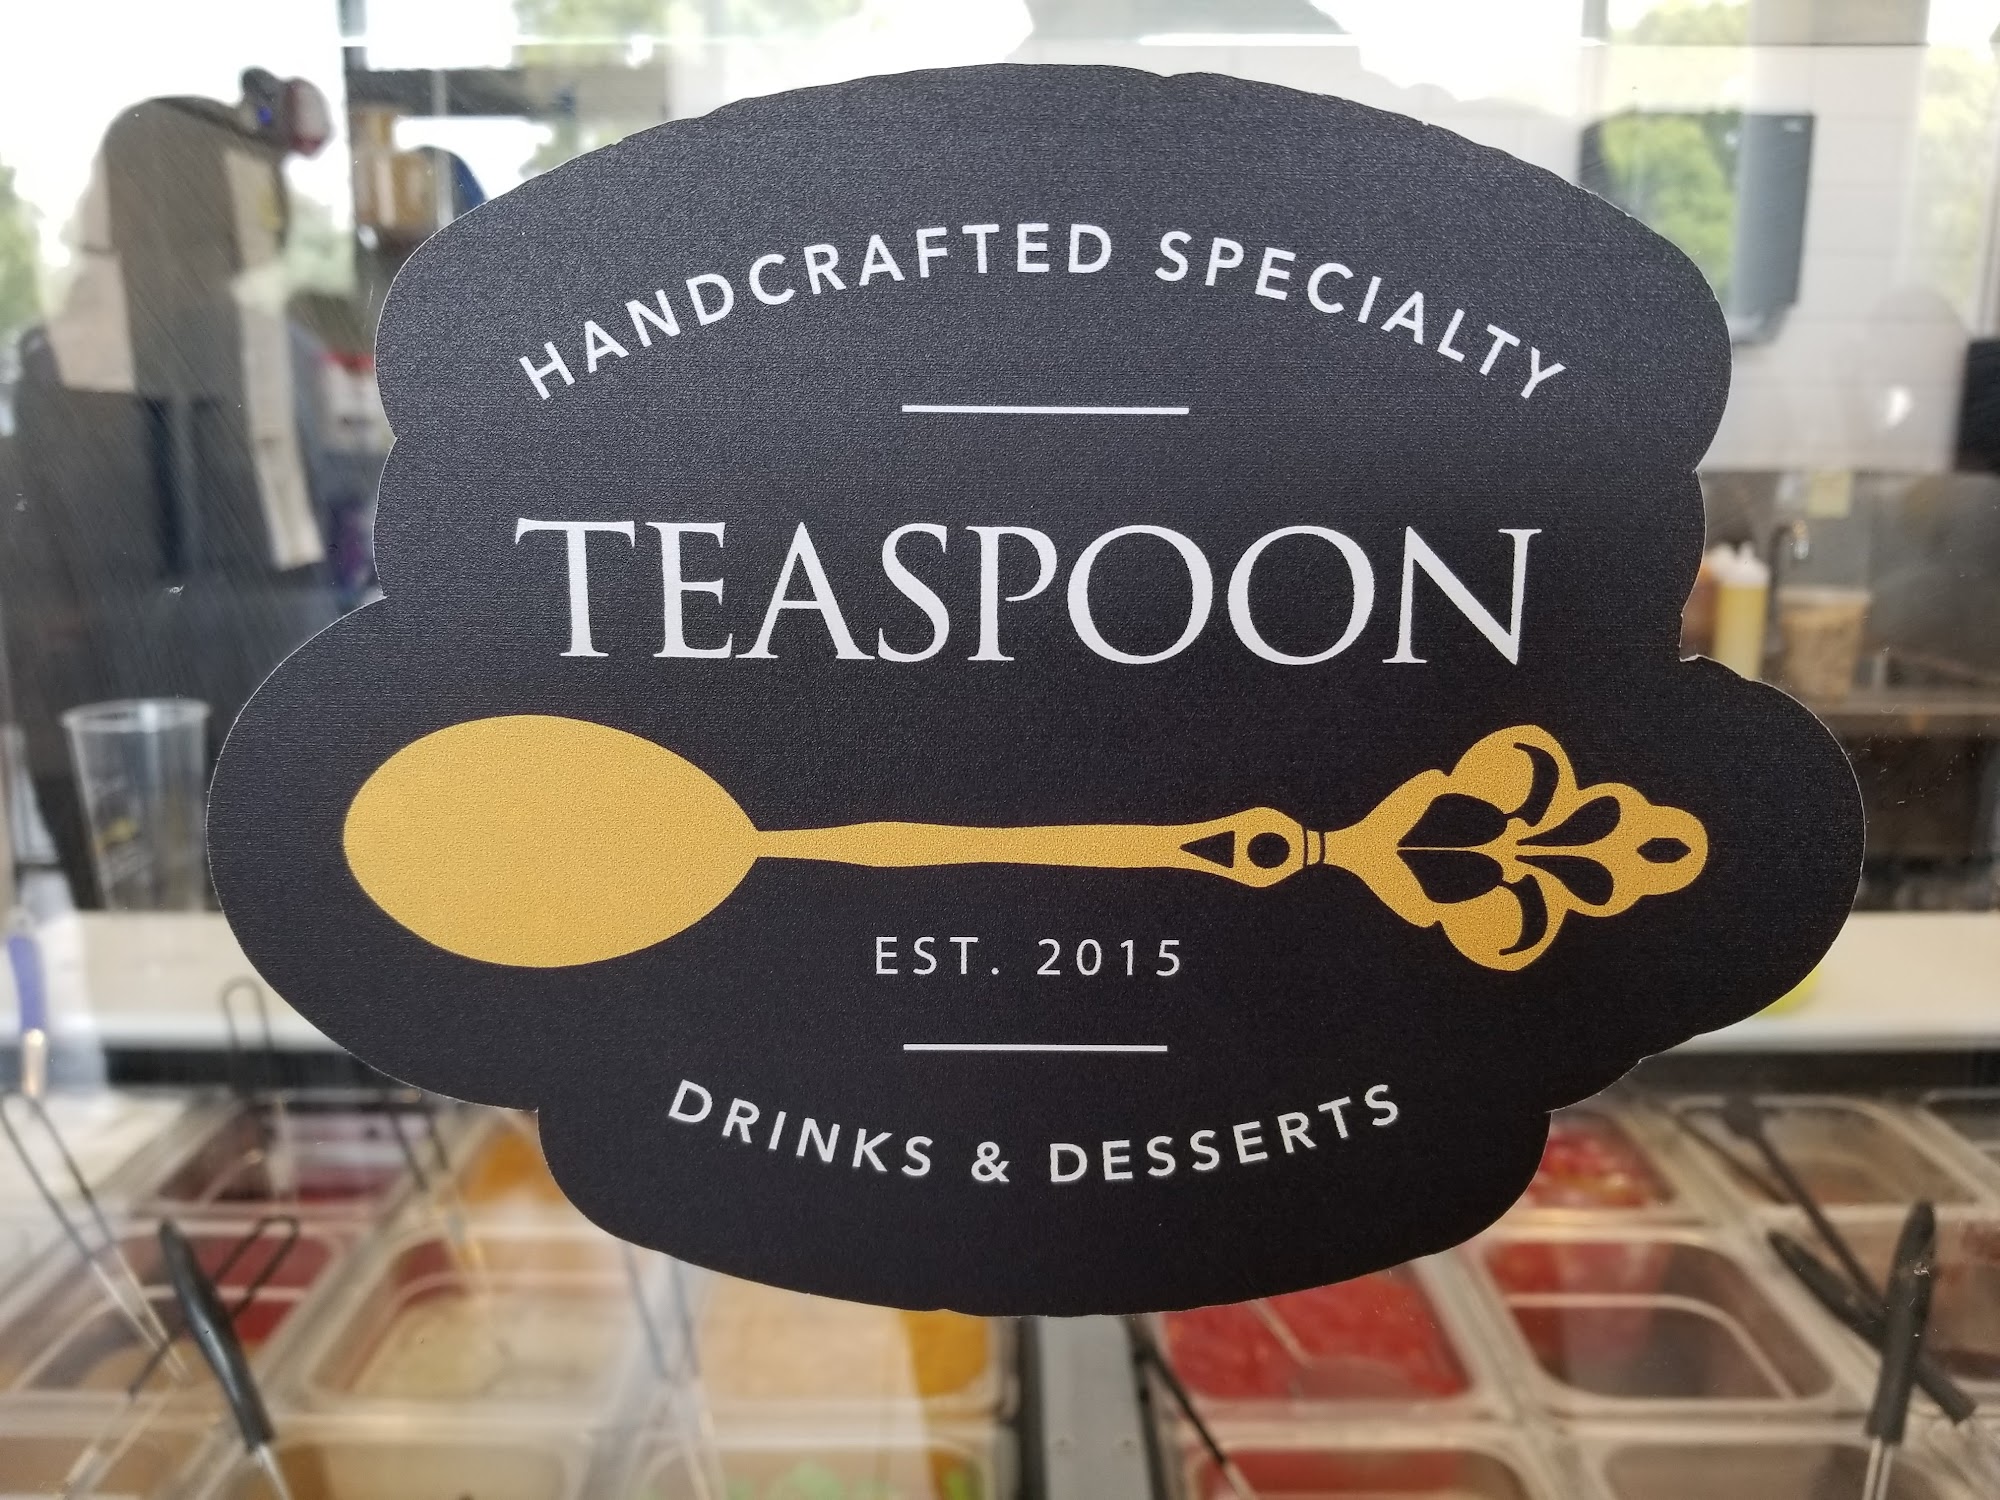 HANDCRAFTED SPECIALTY
TEASPOON
EST. 2015
DRINKS & DESSERTS